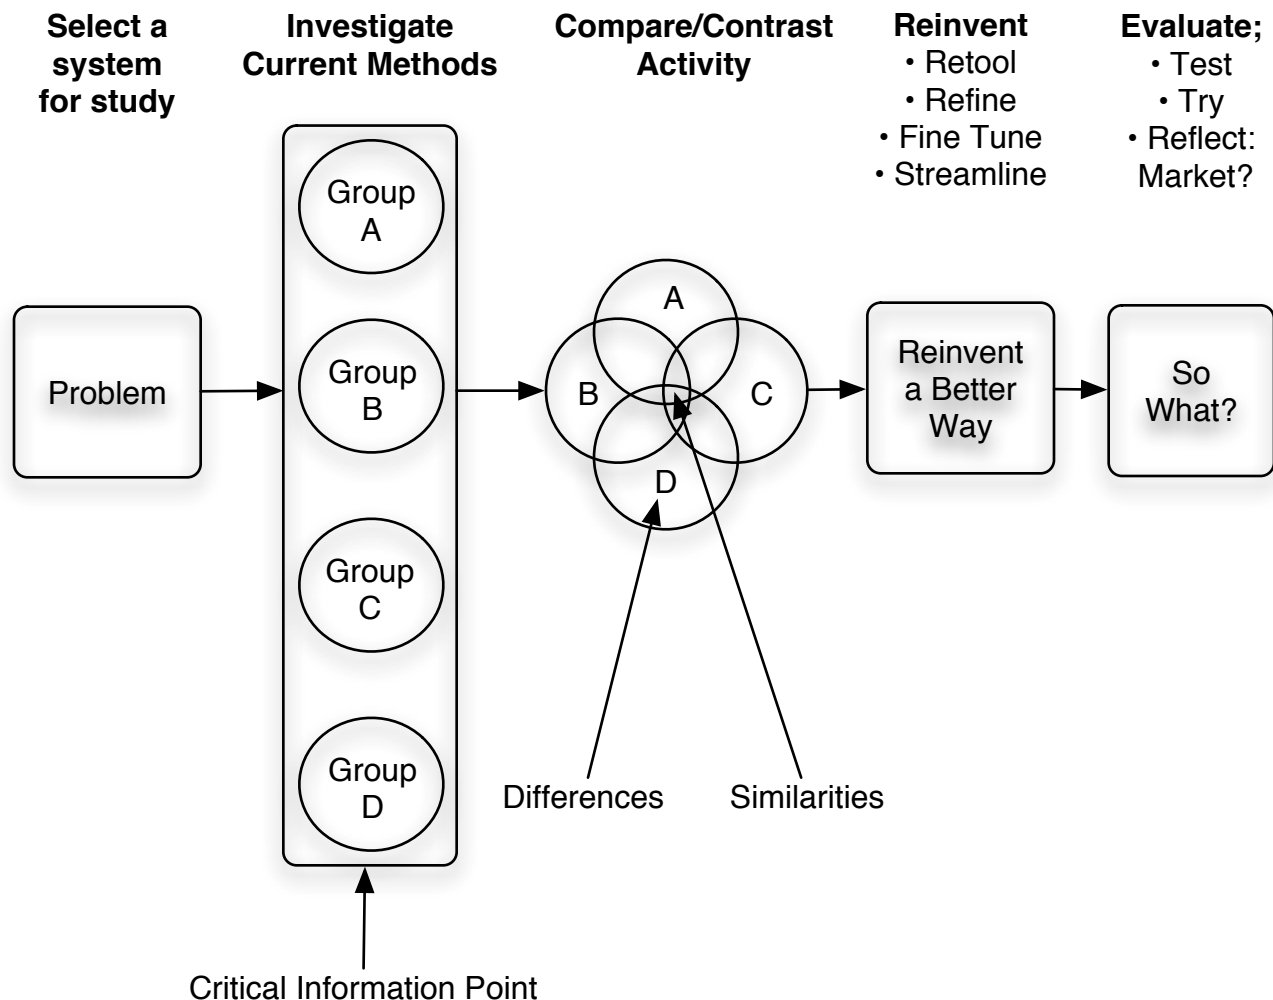 Select a
system
for study
Investigate
Current Methods
Compare/Contrast
Activity
Reinvent
• Retool
• Refine
• Fine Tune
• Streamline
Evaluate;
• Test
• Try
• Reflect:
Market?
Problem
Group
A
Group
B
Group
C
Group
D
A
B
C
D
Reinvent
a Better
Way
So
What?
Differences
Similarities
Critical Information Point